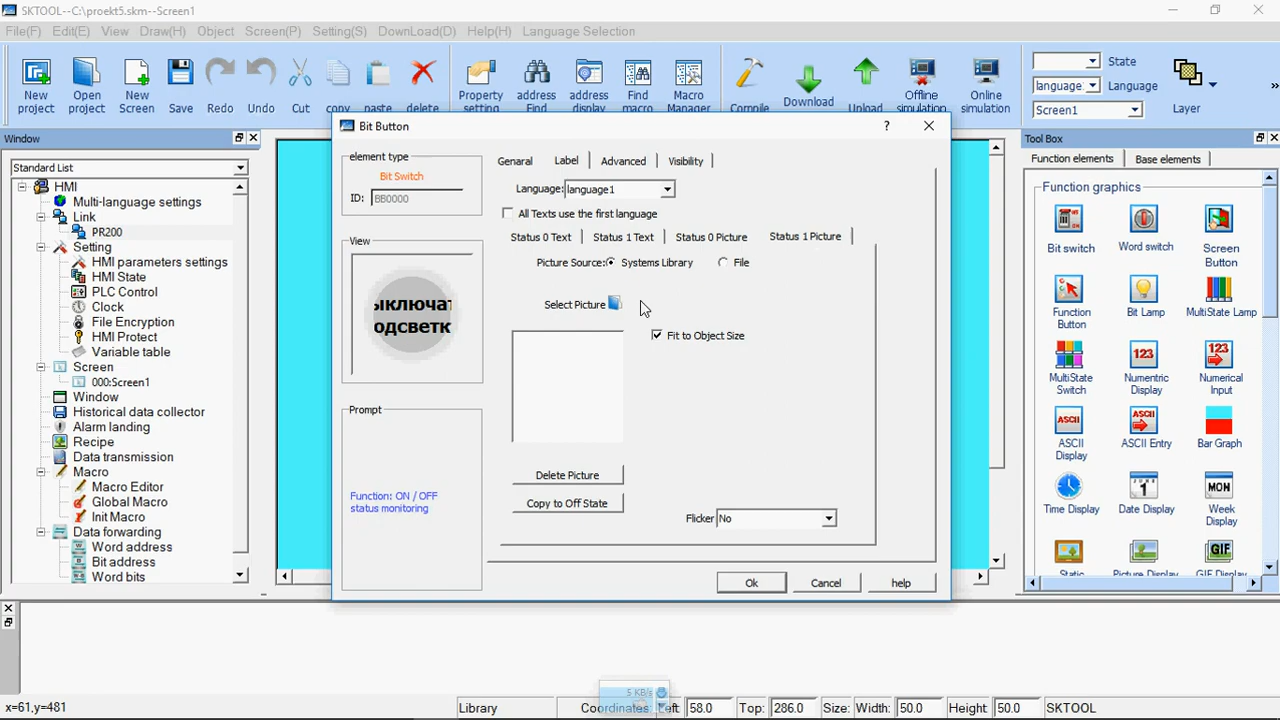 SKTOOL--C:\proekt5.skm--Screen1
File(F) Edit(E) View Draw(H) Object Screen(P) Setting(S) DownLoad(D) Help(H) Language Selection
New project
Open project
New Screen
Save
Redo
Undo
Cut
copy
paste
delete
Property setting
address Find
address display
Find macro
Macro Manager
Compile
Download
Upload
Offline simulation
Online simulation
State
language Language
Screen1
Layer
Window
Standard List
HMI
Multi-language settings
Link
PR200
Setting
HMI parameters settings
HMI State
PLC Control
Clock
File Encryption
HMI Protect
Variable table
Screen
000:Screen1
Window
Historical data collector
Alarm landing
Recipe
Data transmission
Macro
Macro Editor
Global Macro
Init Macro
Data forwarding
Word address
Bit address
Word bits
Bit Button
?
element type
Bit Switch
ID: BB0000
View
ыключат
одсветк
Prompt
Function: ON / OFF
status monitoring
General Label Advanced Visibility
Language: language1
All Texts use the first language
Status 0 Text Status 1 Text Status 0 Picture Status 1 Picture
Picture Source: Systems Library File
Select Picture
Fit to Object Size
Delete Picture
Copy to Off State
Flicker No
Ok Cancel help
Tool Box
Function elements Base elements
Function graphics
Bit switch
Word switch
Screen Button
Function Button
Bit Lamp
MultiState Lamp
MultiState Switch
Numeric Display
Numerical Input
ASCII Display
ASCII Entry
Bar Graph
Time Display
Date Display
Week Display
Static
Picture Display
GIF Display
5 KB/s
x=61,y=481 Library Coordinates Left 58.0 Top: 286.0 Size: Width: 50.0 Height 50.0 SKTOOL